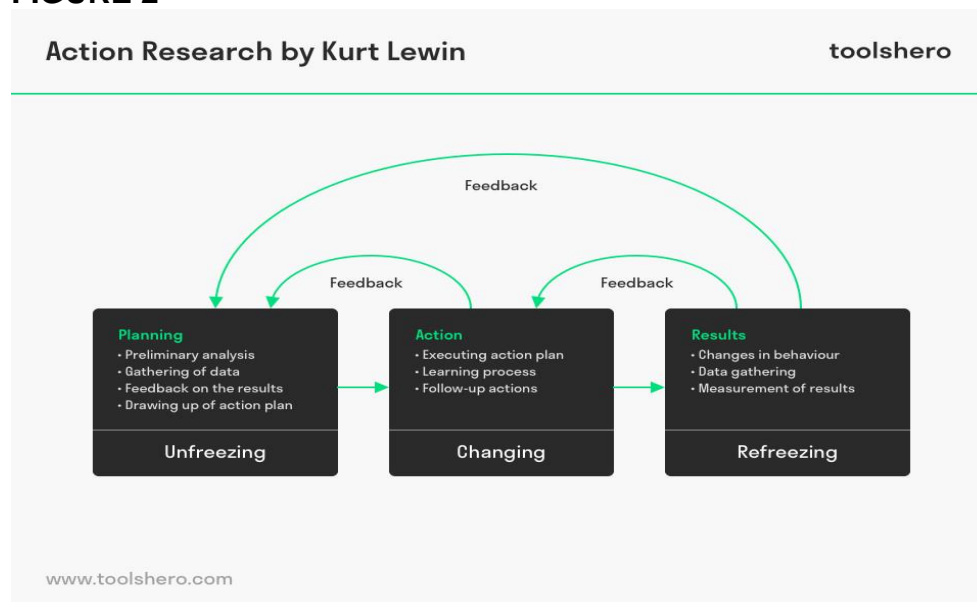 FIGURE 2
Action Research by Kurt Lewin
toolshero
Feedback
Feedback
Feedback
Planning
• Preliminary analysis
• Gathering of data
• Feedback on the results
• Drawing up of action plan
Unfreezing
Action
• Executing action plan
• Learning process
• Follow-up actions
Changing
Results
• Changes in behaviour
• Data gathering
• Measurement of results
Refreezing
www.toolshero.com